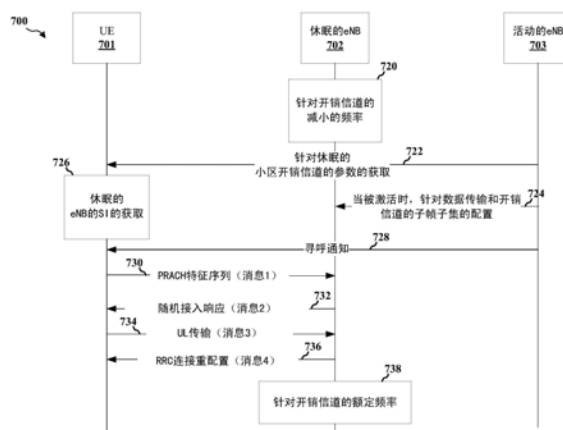 700
UE
701
休眠的eNB
702
活动的eNB
703
720
针对开销信道的
减小的频率
722
针对休眠的
小区开销信道的参数的获取
726
休眠的
eNB的SI的获取
724
当被激活时，针对数据传输和开销
信道的子帧子集的配置
寻呼通知
728
730
PRACH特征序列（消息1）
732
随机接入响应（消息2）
734
UL传输（消息3）
736
RRC连接重配置（消息4）
738
针对开销信道的额定频率